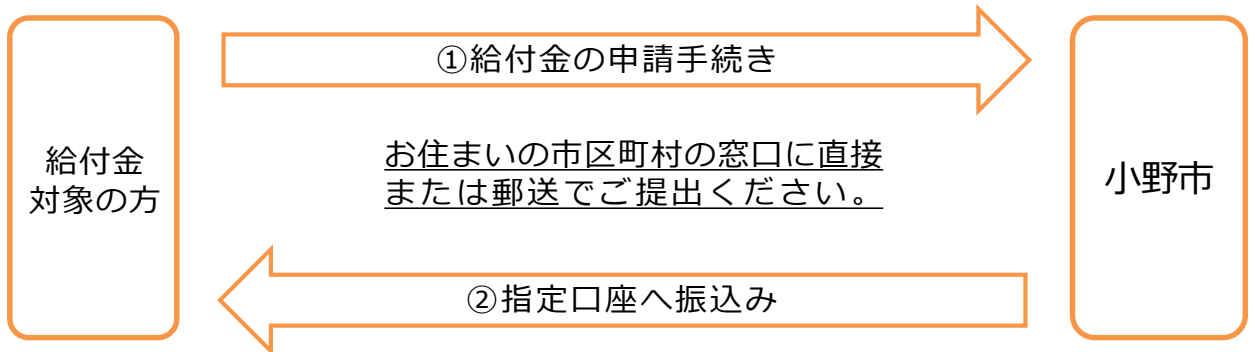 ①給付金の申請手続き
給付金
対象の方
お住まいの市区町村の窓口に直接
または郵送でご提出ください。
小野市
②指定口座へ振込み